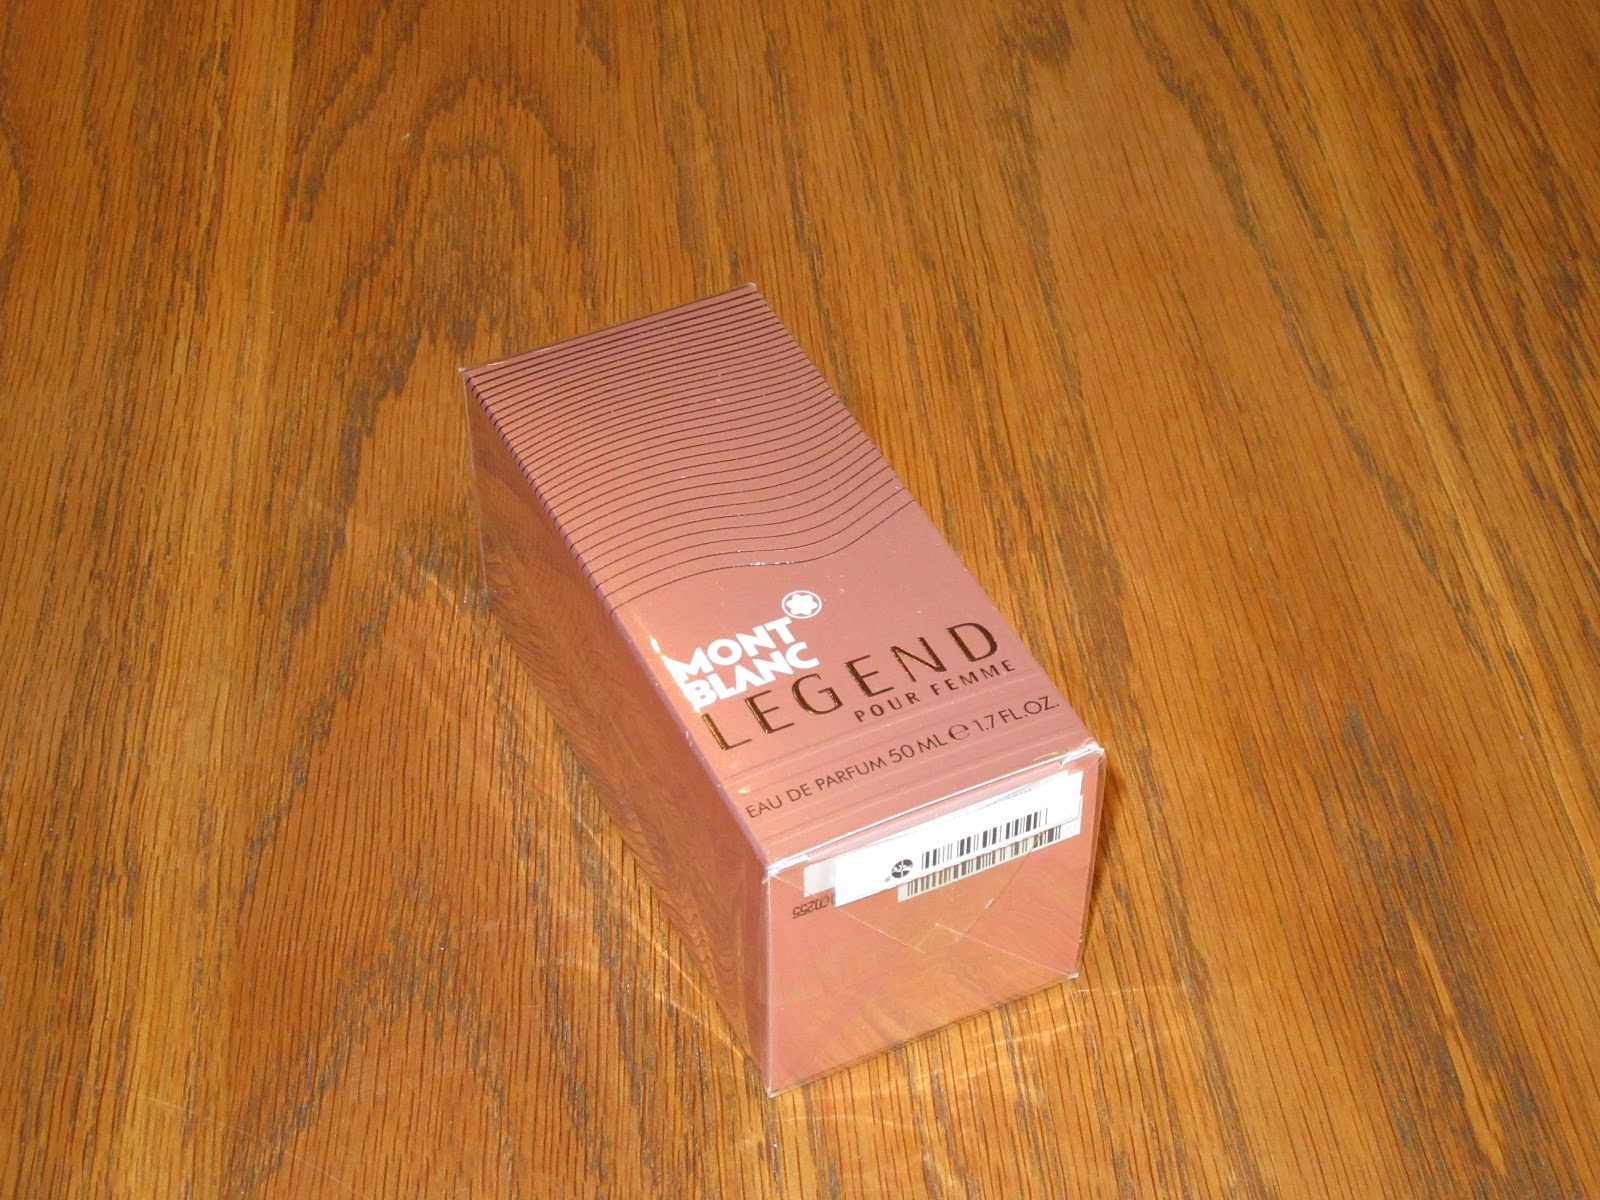 MONT
BLANC
LEGEND
POUR FEMME
EAU DE PARFUM 50 ML ℮ 1.7 FL.OZ.